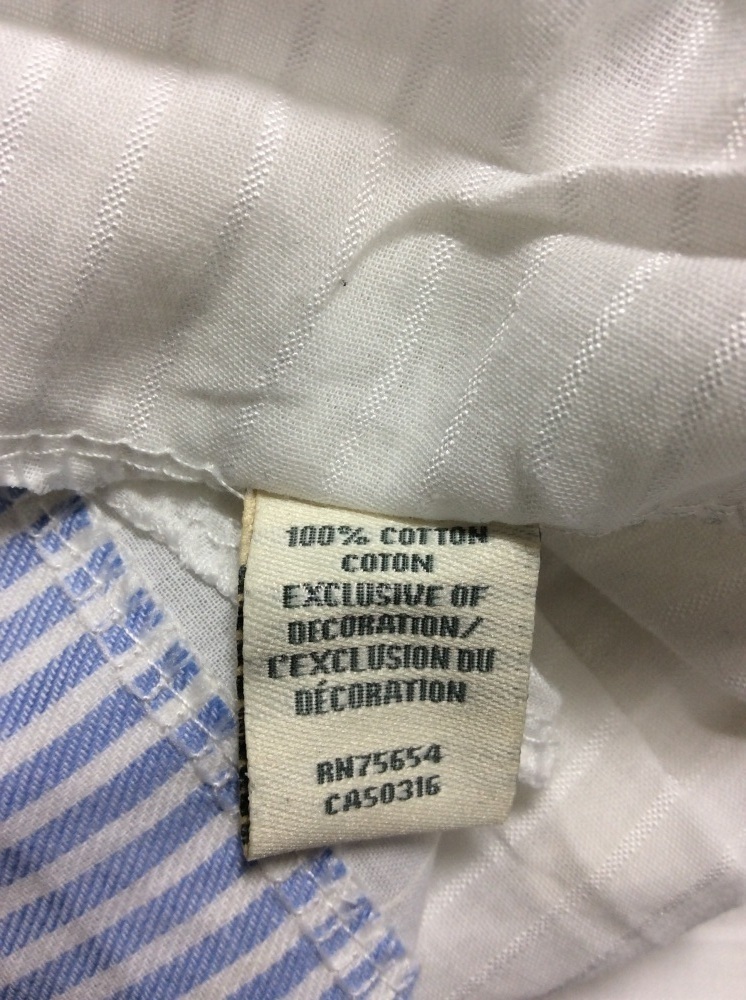 100% COTTON
COTON
EXCLUSIVE OF
DECORATION/
L'EXCLUSION DU
DÉCORATION
RN75654
CA50316